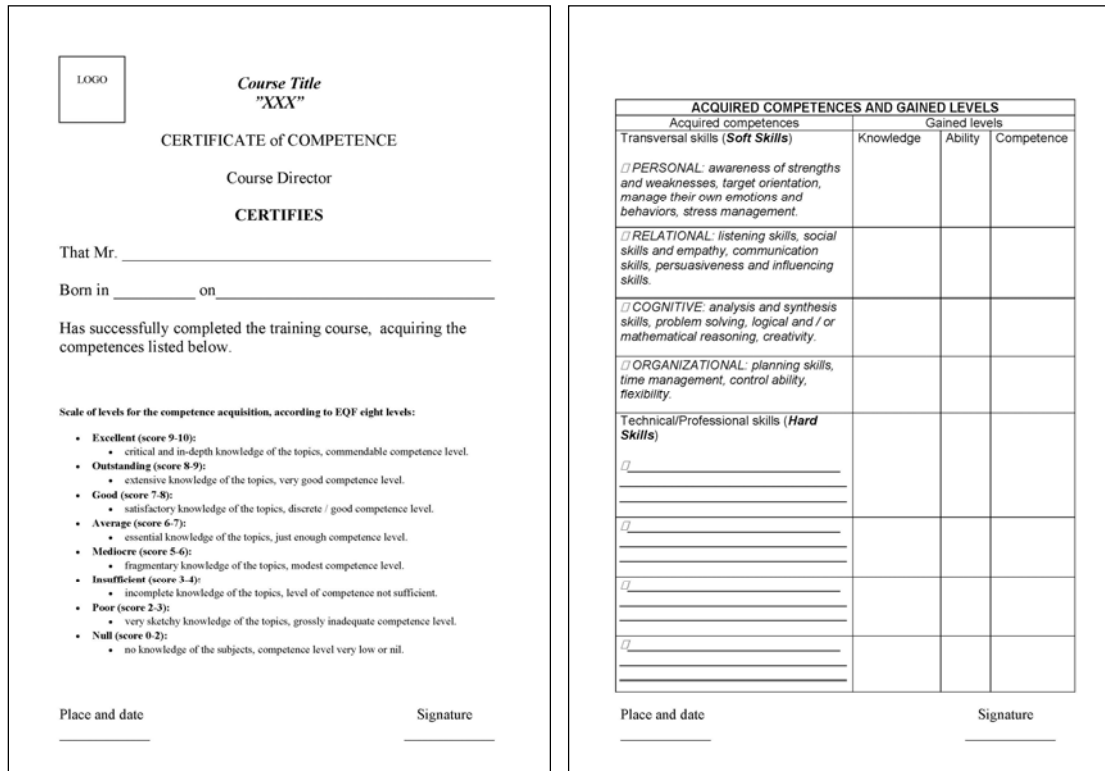 LOGO
Course Title
"XXX"
CERTIFICATE of COMPETENCE
Course Director
CERTIFIES
That Mr.
Born in on
Has successfully completed the training course, acquiring the
competences listed below.
Scale of levels for the competence acquisition, according to EQF eight levels:
• Excellent (score 9-10):
• critical and in-depth knowledge of the topics, commendable competence level.
• Outstanding (score 8-9):
• extensive knowledge of the topics, very good competence level.
• Good (score 7-8):
• satisfactory knowledge of the topics, discrete / good competence level.
• Average (score 6-7):
• essential knowledge of the topics, just enough competence level.
• Mediocre (score 5-6):
• fragmentary knowledge of the topics, modest competence level.
• Insufficient (score 3-4):
• incomplete knowledge of the topics, level of competence not sufficient.
• Poor (score 2-3):
• very sketchy knowledge of the topics, grossly inadequate competence level.
• Null (score 0-2):
• no knowledge of the subjects, competence level very low or nil.
Place and date Signature
ACQUIRED COMPETENCES AND GAINED LEVELS
Acquired competences Gained levels
Transversal skills (Soft Skills) Knowledge Ability Competence
PERSONAL: awareness of strengths
and weaknesses, target orientation,
manage their own emotions and
behaviors, stress management.
RELATIONAL: listening skills, social
skills and empathy, communication
skills, persuasiveness and influencing
skills.
COGNITIVE: analysis and synthesis
skills, problem solving, logical and / or
mathematical reasoning, creativity.
ORGANIZATIONAL: planning skills,
time management, control ability,
flexibility.
Technical/Professional skills (Hard
Skills)
Place and date Signature